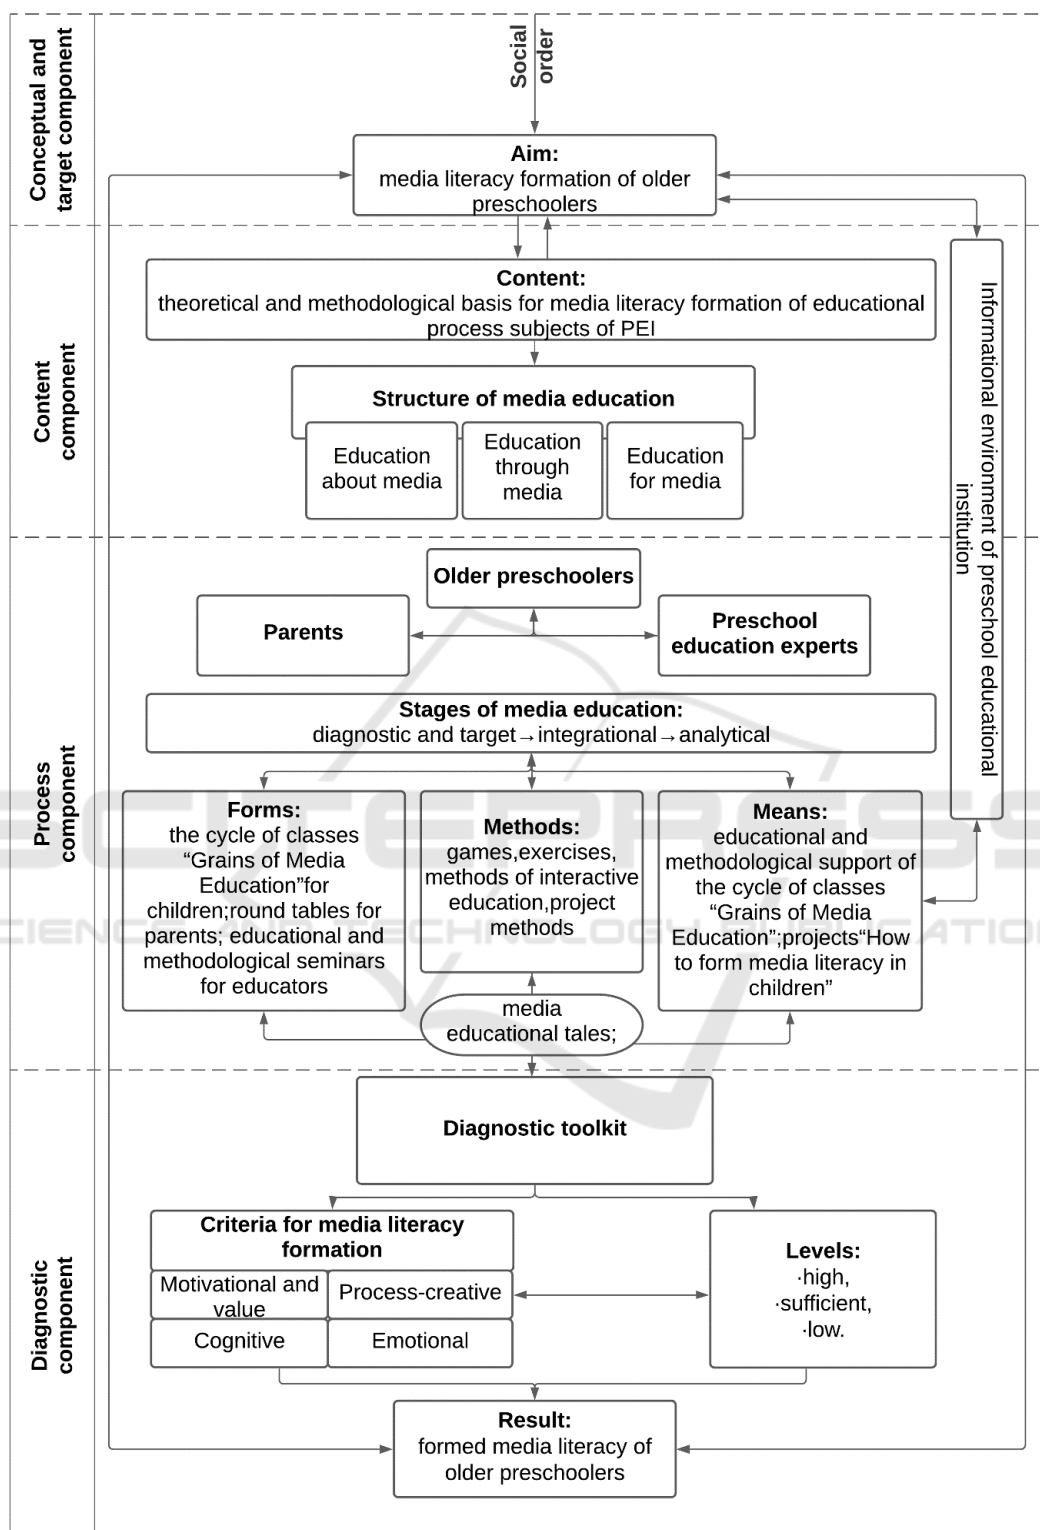 Conceptual and
target component
Social
order
Aim:
media literacy formation of older
preschoolers
Content
component
Content:
theoretical and methodological basis for media literacy formation of educational
process subjects of PEI
Structure of media education
Education
about media
Education
through
media
Education
for media
Informational environment of preschool educational
institution
Process
component
Older preschoolers
Parents
Preschool
education experts
Stages of media education:
diagnostic and target→integrational→analytical
Forms:
the cycle of classes
“Grains of Media
Education”for
children;round tables for
parents; educational and
methodological seminars
for educators
Methods:
games,exercises,
methods of interactive
education,project
methods
Means:
educational and
methodological support of
the cycle of classes
“Grains of Media
Education”;projects“How
to form media literacy in
children”
media
educational tales;
Diagnostic
component
Diagnostic toolkit
Criteria for media literacy
formation
Motivational and
value
Process-creative
Cognitive
Emotional
Levels:
·high,
·sufficient,
·low.
Result:
formed media literacy of
older preschoolers